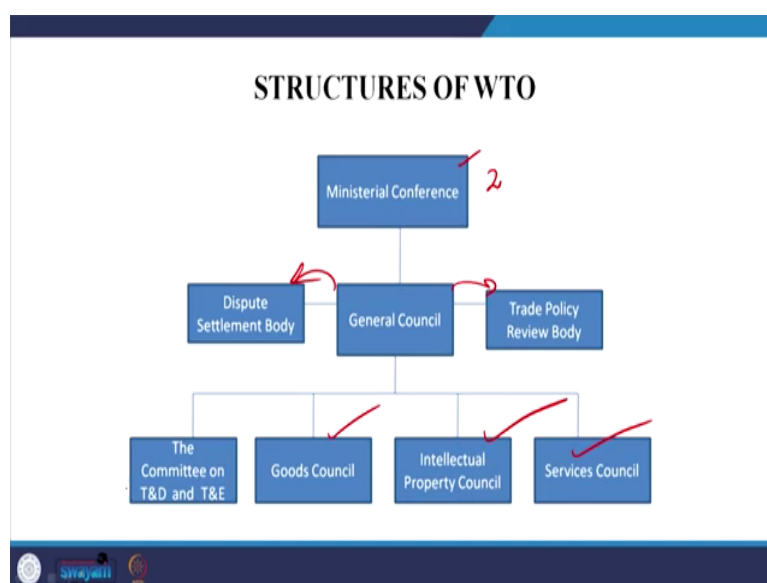 STRUCTURES OF WTO
Ministerial Conference
2
Dispute
Settlement Body
General Council
Trade Policy
Review Body
The
Committee on
T&D and T&E
Goods Council
Intellectual
Property Council
Services Council
swayam